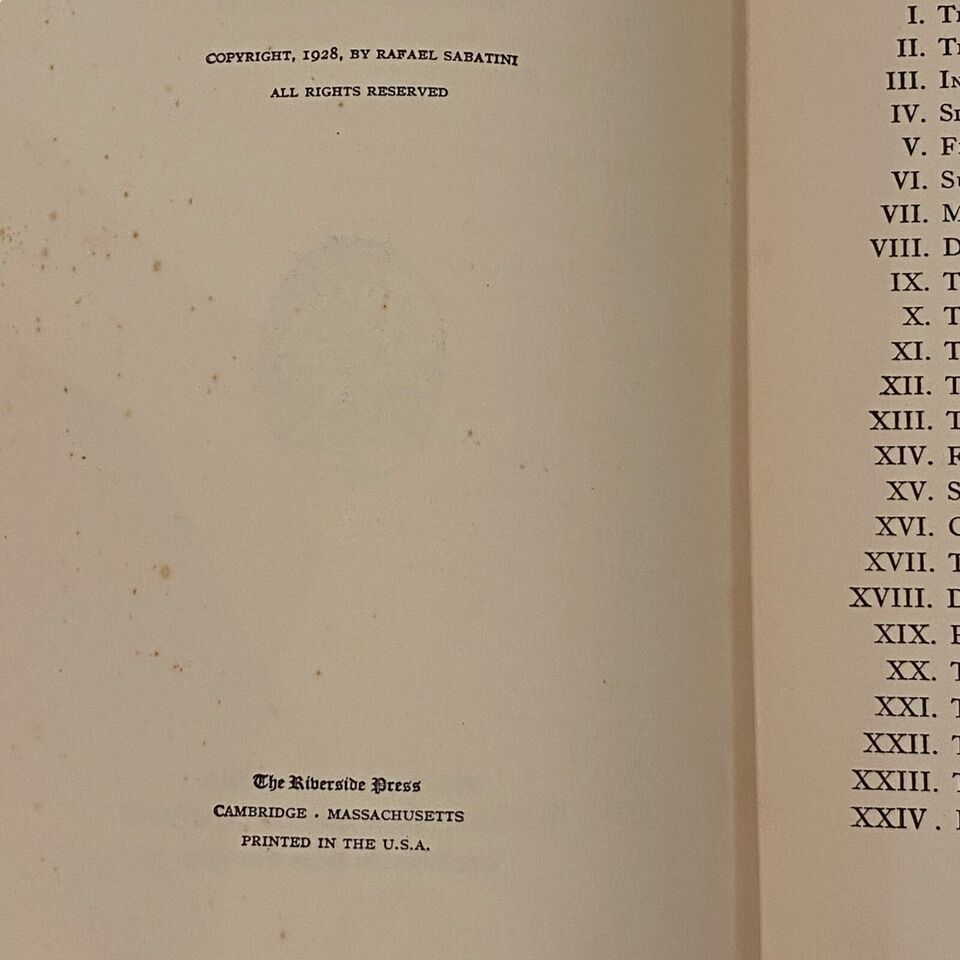 COPYRIGHT, 1928, BY RAFAEL SABATINI
ALL RIGHTS RESERVED
The Riverside Press
CAMBRIDGE . MASSACHUSETTS
PRINTED IN THE U.S.A.
I.
II.
III.
IV.
V.
VI.
VII.
VIII.
IX.
X.
XI.
XII.
XIII.
XIV.
XV.
XVI.
XVII.
XVIII.
XIX.
XX.
XXI.
XXII.
XXIII.
XXIV.